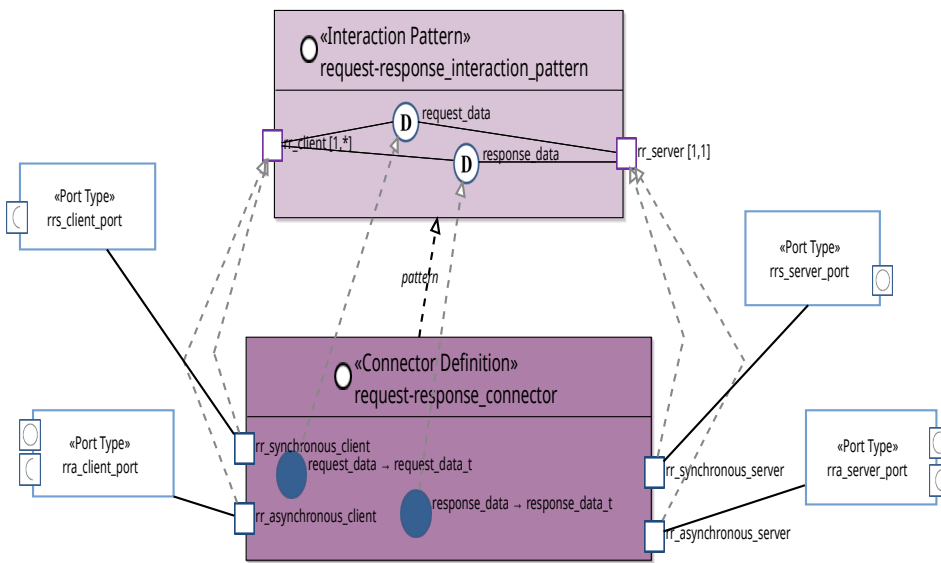 «Interaction Pattern»
request-response_interaction_pattern
D
request_data
rr_client [1,*]
D
response_data
rr_server [1,1]
«Port Type»
rrs_client_port
«Port Type»
rrs_server_port
pattern
«Connector Definition»
request-response_connector
«Port Type»
rra_client_port
rr_synchronous_client
request_data → request_data_t
response_data → response_data_t
rr_asynchronous_client
«Port Type»
rra_server_port
rr_synchronous_server
rr_asynchronous_server